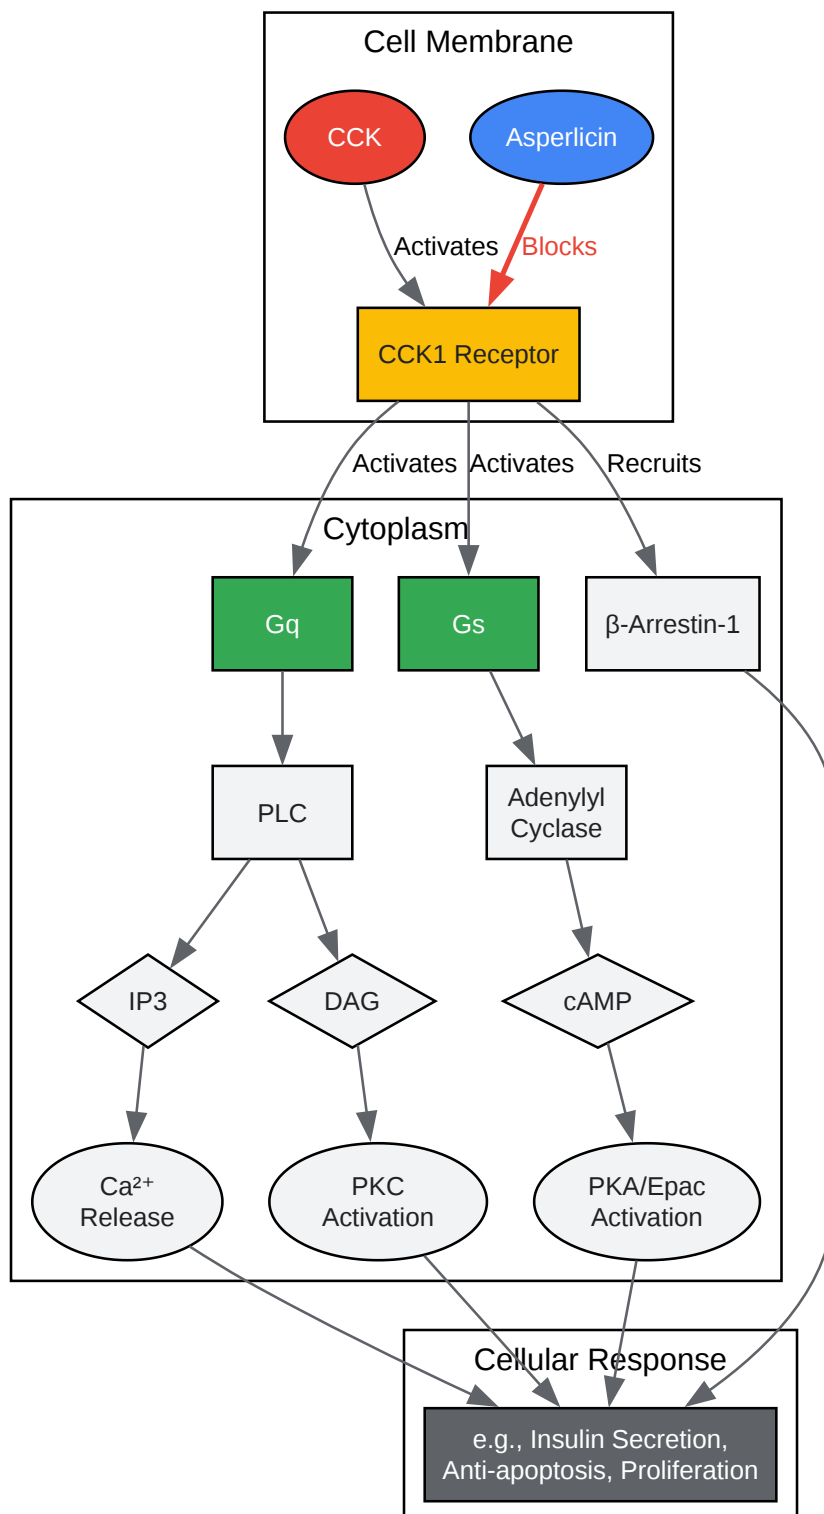 Cell Membrane
CCK
Asperlicin
Activates
Blocks
CCK1 Receptor
Activates
Activates
Recruits
Cytoplasm
Gq
Gs
β-Arrestin-1
PLC
Adenylyl
Cyclase
IP3
DAG
cAMP
Ca²⁺
Release
PKC
Activation
PKA/Epac
Activation
Cellular Response
e.g., Insulin Secretion,
Anti-apoptosis, Proliferation